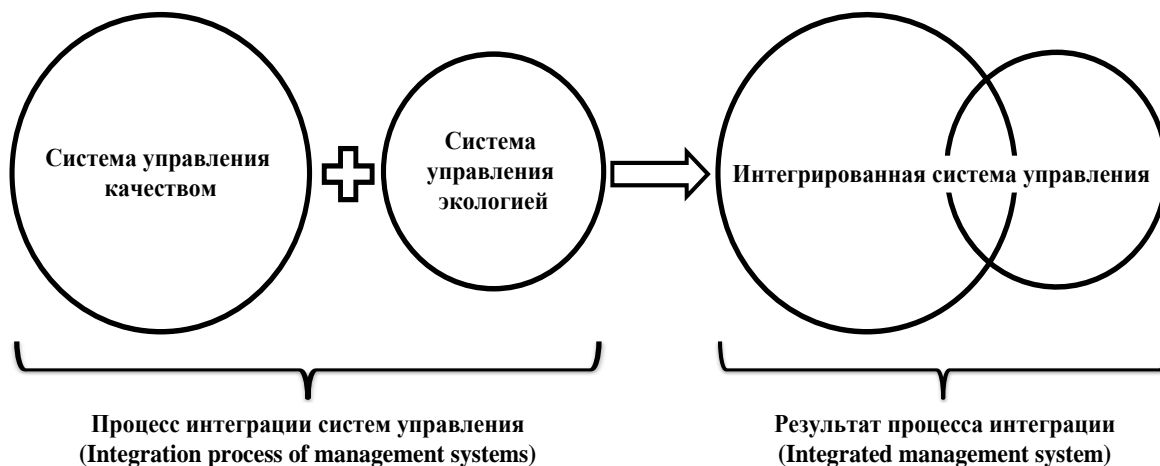 Система управления
качеством
Система
управления
экологией
Интегрированная система управления
Процесс интеграции систем управления
(Integration process of management systems)
Результат процесса интеграции
(Integrated management system)